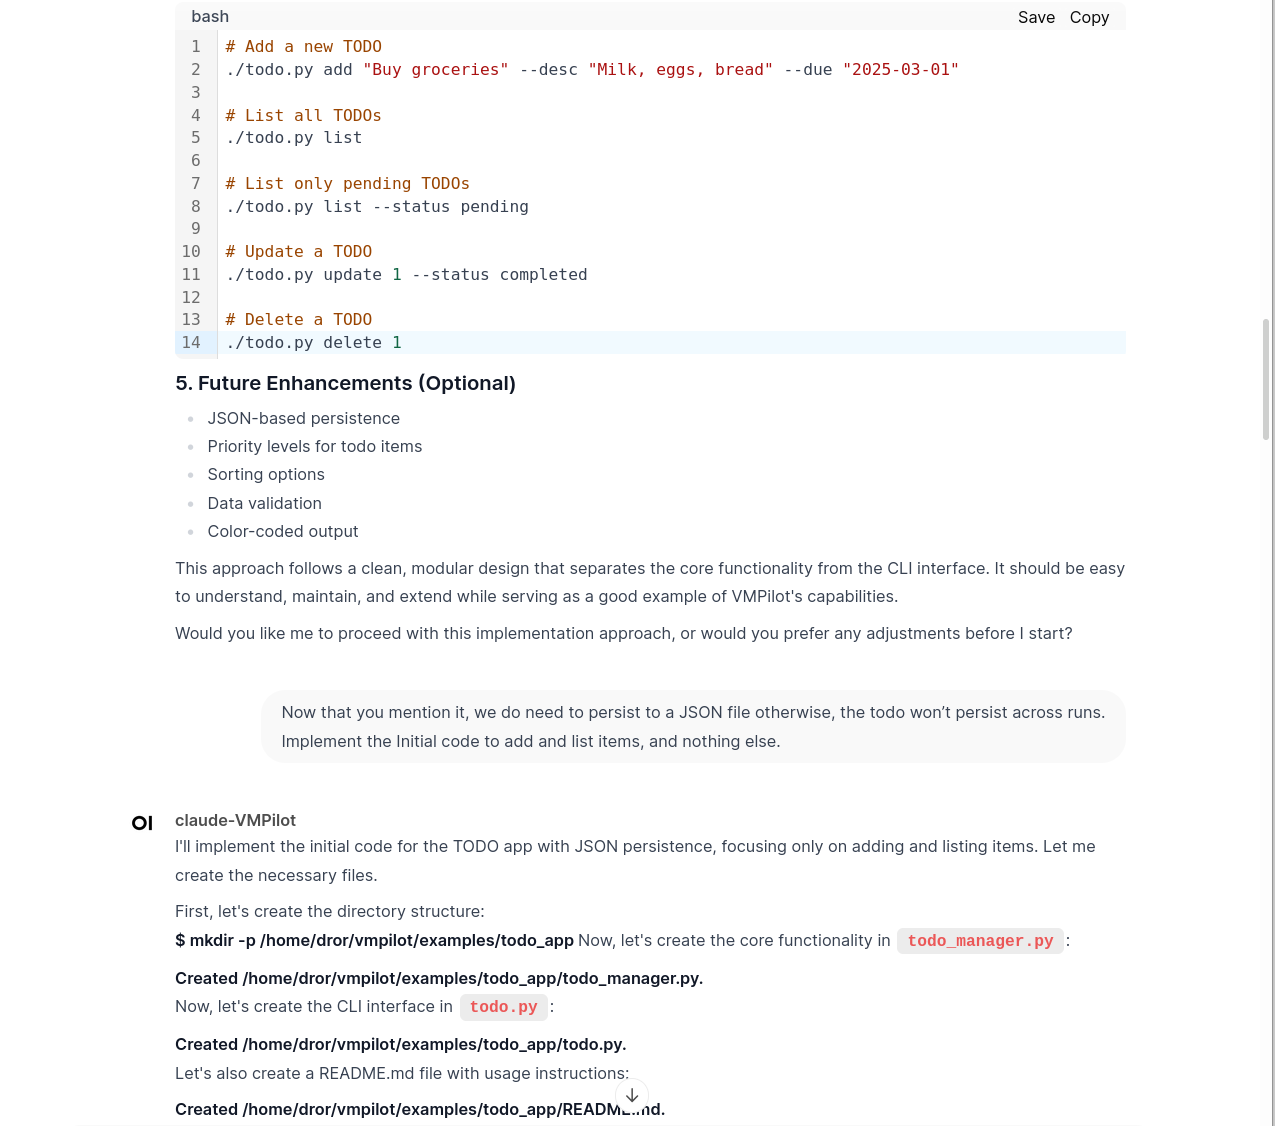 bash
Save Copy
1 # Add a new TODO
2 ./todo.py add "Buy groceries" --desc "Milk, eggs, bread" --due "2025-03-01"
3
4 # List all TODOs
5 ./todo.py list
6
7 # List only pending TODOs
8 ./todo.py list --status pending
9
10 # Update a TODO
11 ./todo.py update 1 --status completed
12
13 # Delete a TODO
14 ./todo.py delete 1
5. Future Enhancements (Optional)
JSON-based persistence
Priority levels for todo items
Sorting options
Data validation
Color-coded output
This approach follows a clean, modular design that separates the core functionality from the CLI interface. It should be easy
to understand, maintain, and extend while serving as a good example of VMPilot's capabilities.
Would you like me to proceed with this implementation approach, or would you prefer any adjustments before I start?
Now that you mention it, we do need to persist to a JSON file otherwise, the todo won’t persist across runs.
Implement the Initial code to add and list items, and nothing else.
OI claude-VMPilot
I'll implement the initial code for the TODO app with JSON persistence, focusing only on adding and listing items. Let me
create the necessary files.
First, let's create the directory structure:
$ mkdir -p /home/dror/vmpilot/examples/todo_app Now, let's create the core functionality in todo_manager.py :
Created /home/dror/vmpilot/examples/todo_app/todo_manager.py.
Now, let's create the CLI interface in todo.py :
Created /home/dror/vmpilot/examples/todo_app/todo.py.
Let's also create a README.md file with usage instructions:
Created /home/dror/vmpilot/examples/todo_app/README.md.